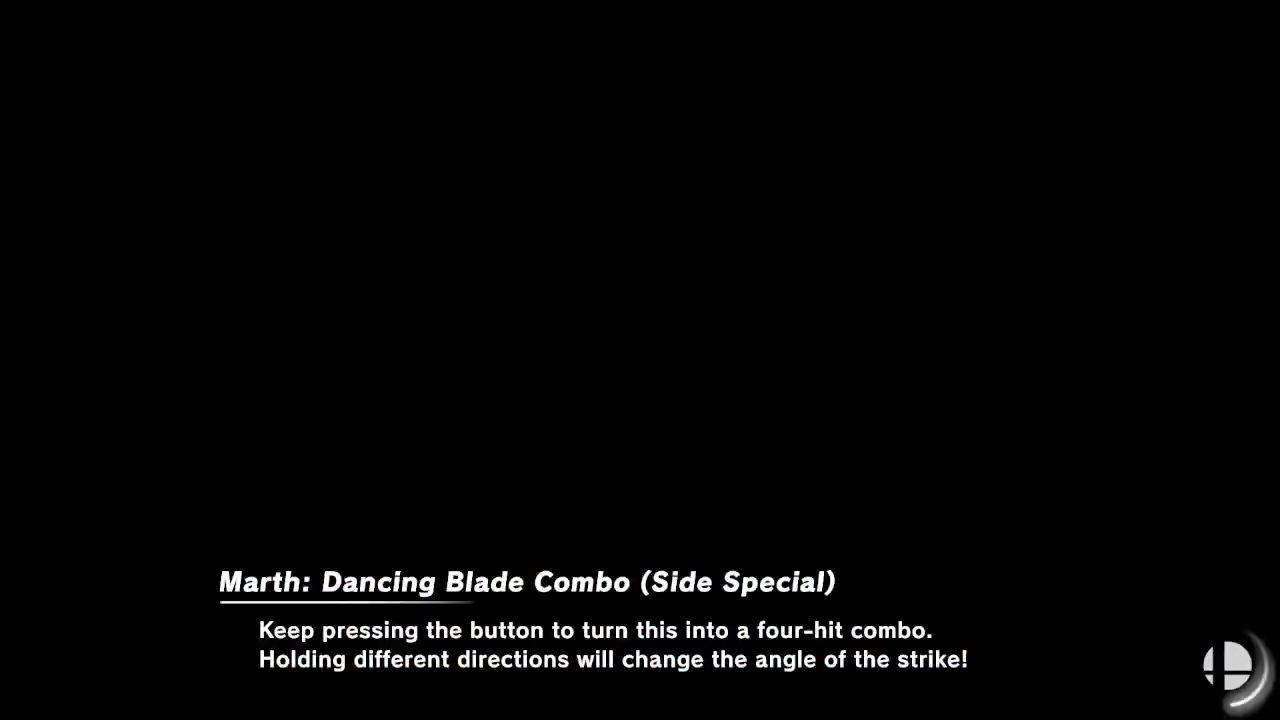 Marth: Dancing Blade Combo (Side Special)
Keep pressing the button to turn this into a four-hit combo.
Holding different directions will change the angle of the strike!